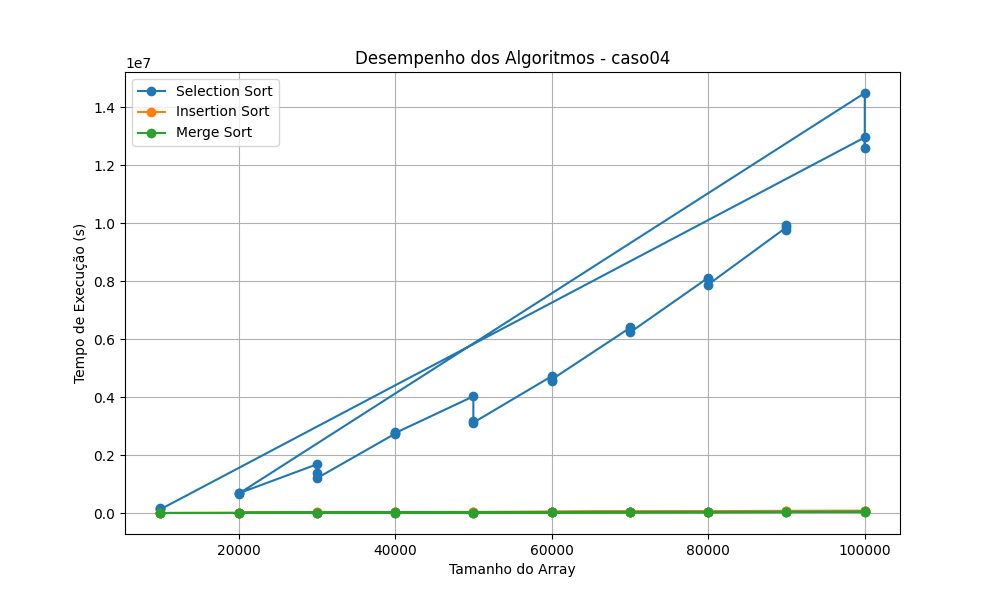 Desempenho dos Algoritmos - caso04
1e7
Selection Sort
Insertion Sort
Merge Sort
1.4
1.2
1.0
0.8
0.6
0.4
0.2
0.0
Tempo de Execução (s)
20000 40000 60000 80000 100000
Tamanho do Array